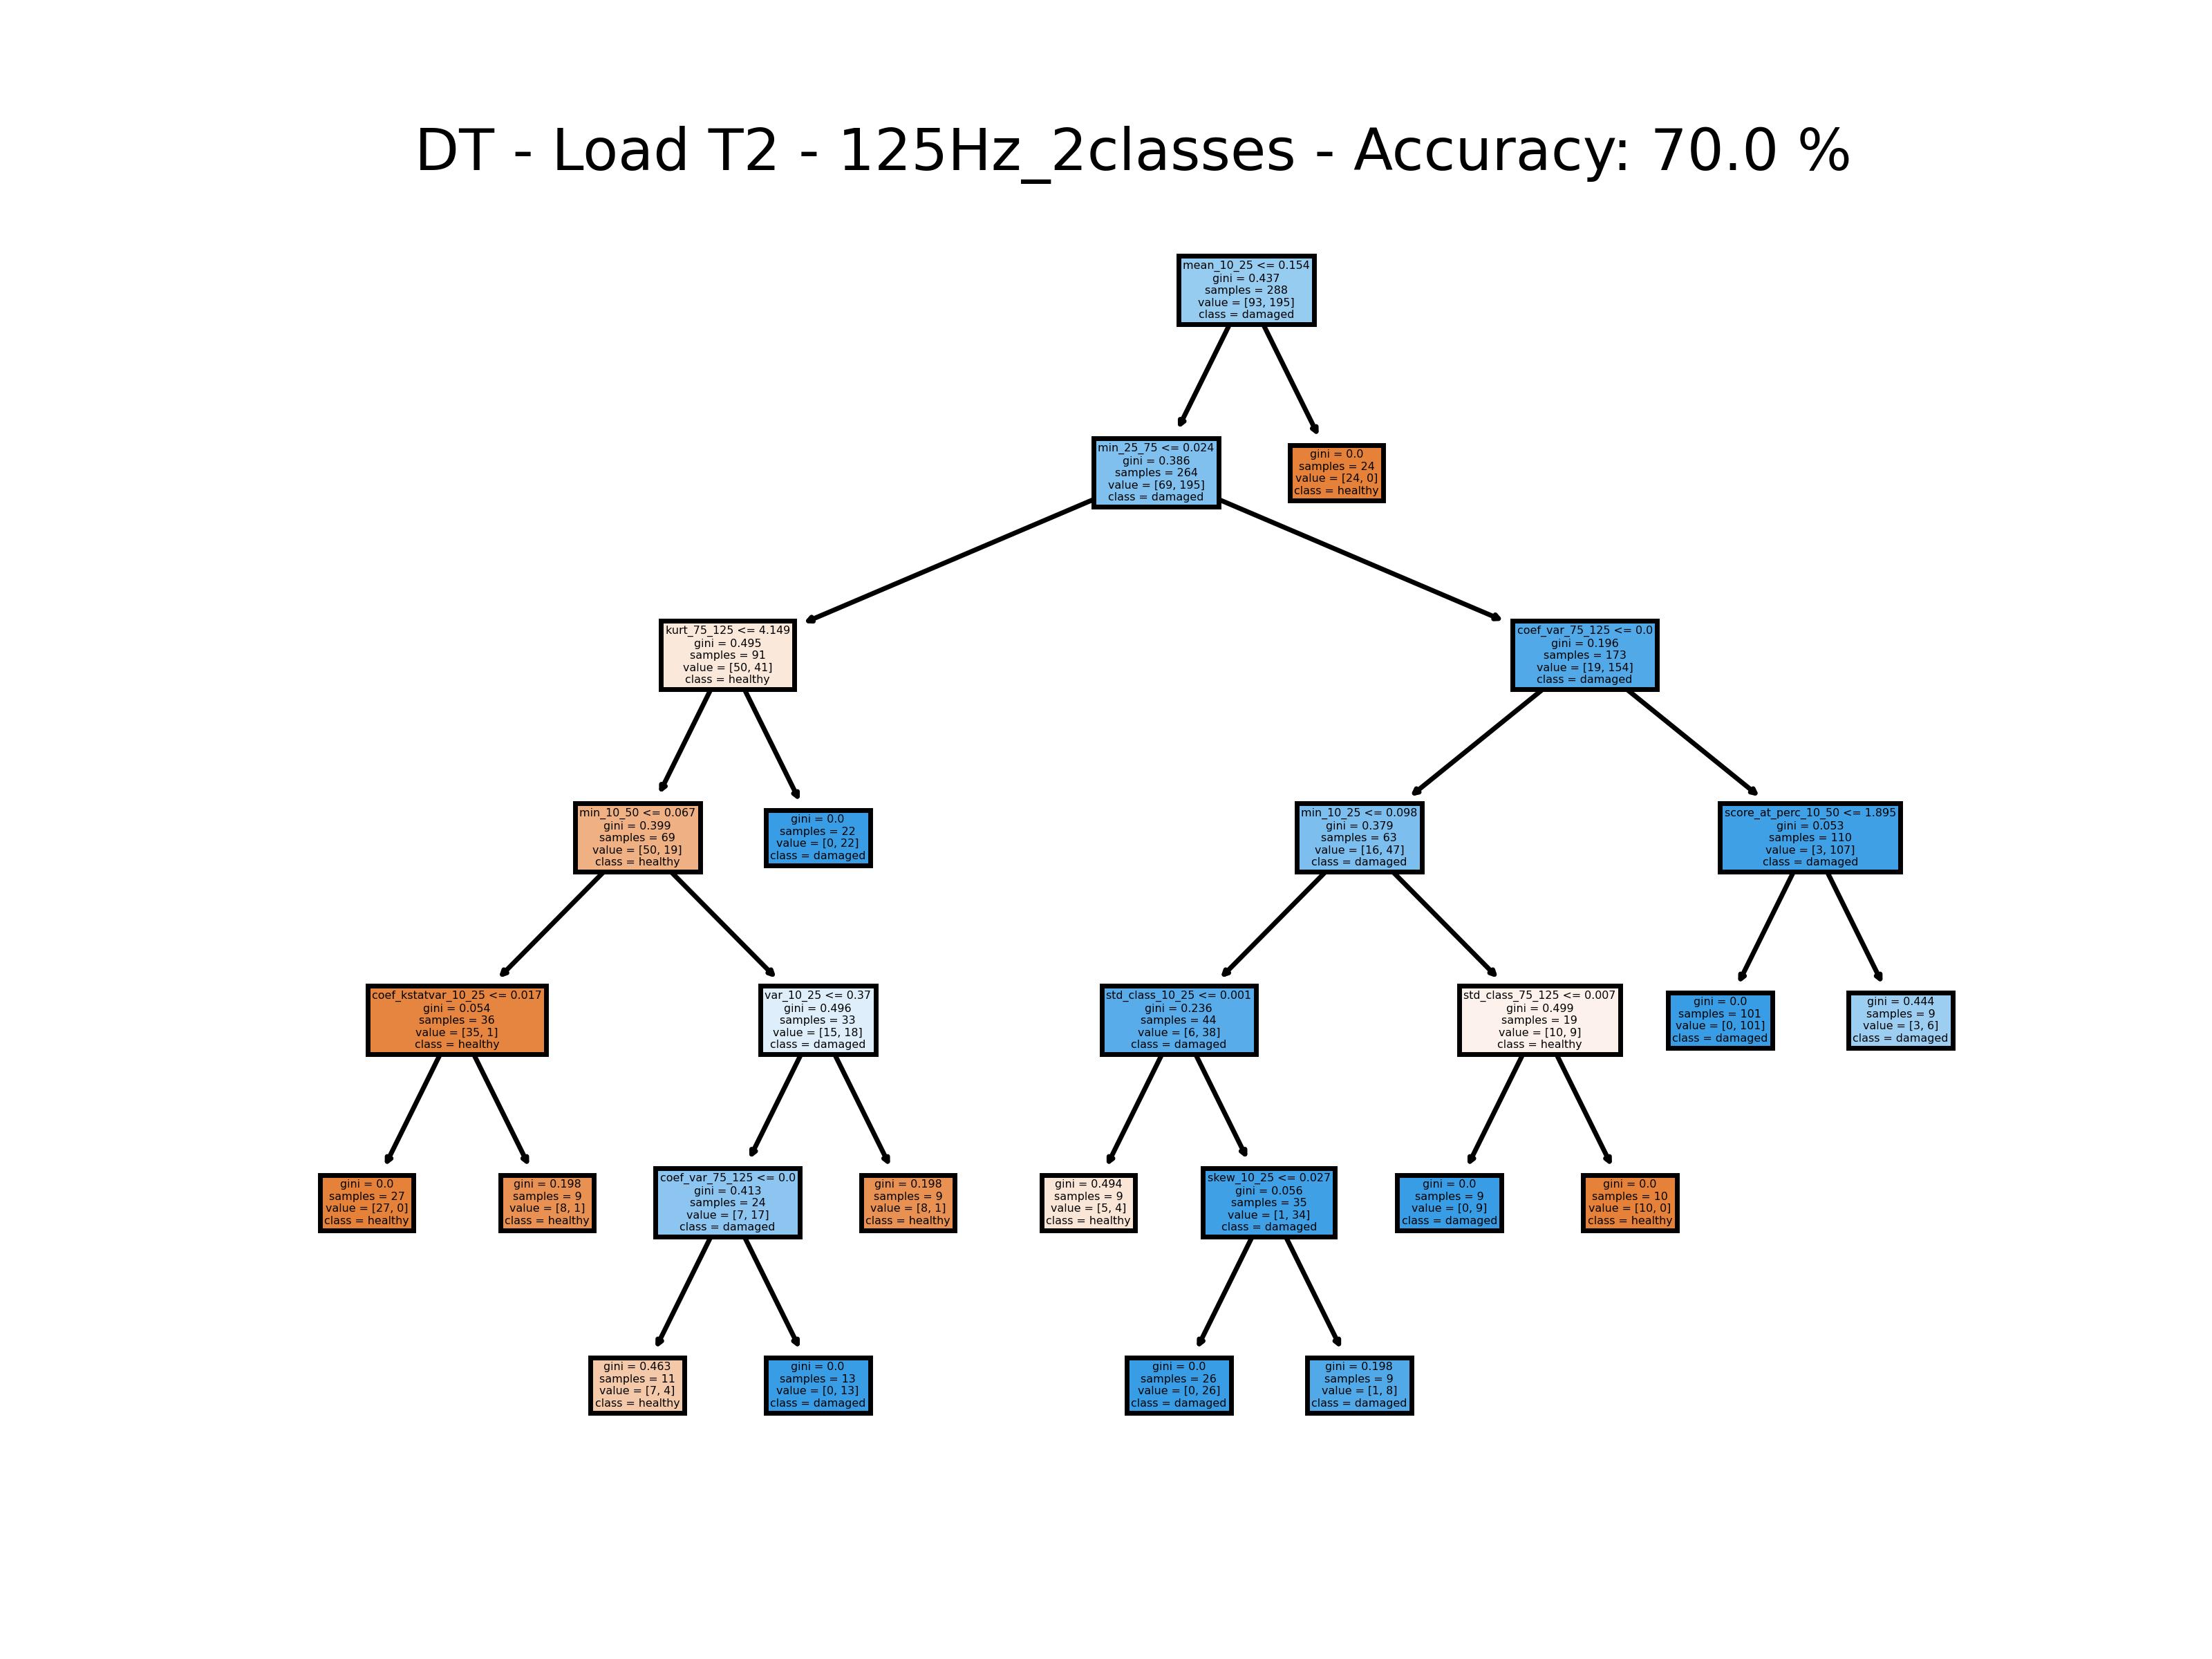 DT - Load T2 - 125Hz_2classes - Accuracy: 70.0 %
mean_10_25 <= 0.154
gini = 0.437
samples = 288
value = [93, 195]
class = damaged
min_25_75 <= 0.024
gini = 0.386
samples = 264
value = [69, 195]
class = damaged
gini = 0.0
samples = 24
value = [24, 0]
class = healthy
kurt_75_125 <= 4.149
gini = 0.495
samples = 91
value = [50, 41]
class = healthy
coef_var_75_125 <= 0.0
gini = 0.196
samples = 173
value = [19, 154]
class = damaged
min_10_50 <= 0.067
gini = 0.399
samples = 69
value = [50, 19]
class = healthy
gini = 0.0
samples = 22
value = [0, 22]
class = damaged
min_10_25 <= 0.098
gini = 0.379
samples = 63
value = [16, 47]
class = damaged
score_at_perc_10_50 <= 1.895
gini = 0.053
samples = 110
value = [3, 107]
class = damaged
coef_kstatvar_10_25 <= 0.017
gini = 0.054
samples = 36
value = [35, 1]
class = healthy
var_10_25 <= 0.37
gini = 0.496
samples = 33
value = [15, 18]
class = damaged
std_class_10_25 <= 0.001
gini = 0.236
samples = 44
value = [6, 38]
class = damaged
std_class_75_125 <= 0.007
gini = 0.499
samples = 19
value = [10, 9]
class = healthy
gini = 0.0
samples = 101
value = [0, 101]
class = damaged
gini = 0.444
samples = 9
value = [3, 6]
class = damaged
gini = 0.0
samples = 27
value = [27, 0]
class = healthy
gini = 0.198
samples = 9
value = [8, 1]
class = healthy
coef_var_75_125 <= 0.0
gini = 0.413
samples = 24
value = [7, 17]
class = damaged
gini = 0.198
samples = 9
value = [8, 1]
class = healthy
gini = 0.494
samples = 9
value = [5, 4]
class = healthy
skew_10_25 <= 0.027
gini = 0.056
samples = 35
value = [1, 34]
class = damaged
gini = 0.0
samples = 9
value = [0, 9]
class = damaged
gini = 0.0
samples = 10
value = [10, 0]
class = healthy
gini = 0.463
samples = 11
value = [7, 4]
class = healthy
gini = 0.0
samples = 13
value = [0, 13]
class = damaged
gini = 0.0
samples = 26
value = [0, 26]
class = damaged
gini = 0.198
samples = 9
value = [1, 8]
class = damaged